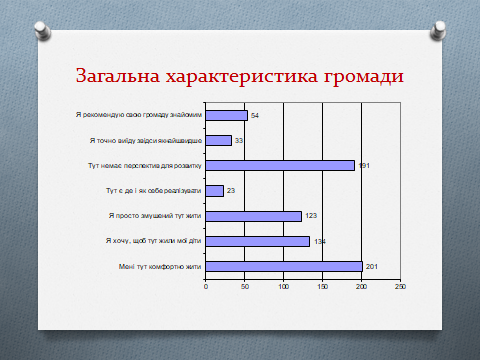 Загальна характеристика громади
Я рекомендую свою громаду знайомим 54
Я точно виїду звідси якнайшвидше 33
Тут немає перспектив для розвитку 191
Тут є де і як себе реалізувати 23
Я просто змушений тут жити 123
Я хочу, щоб тут жили мої діти 134
Мені тут комфортно жити 201
0 50 100 150 200 250